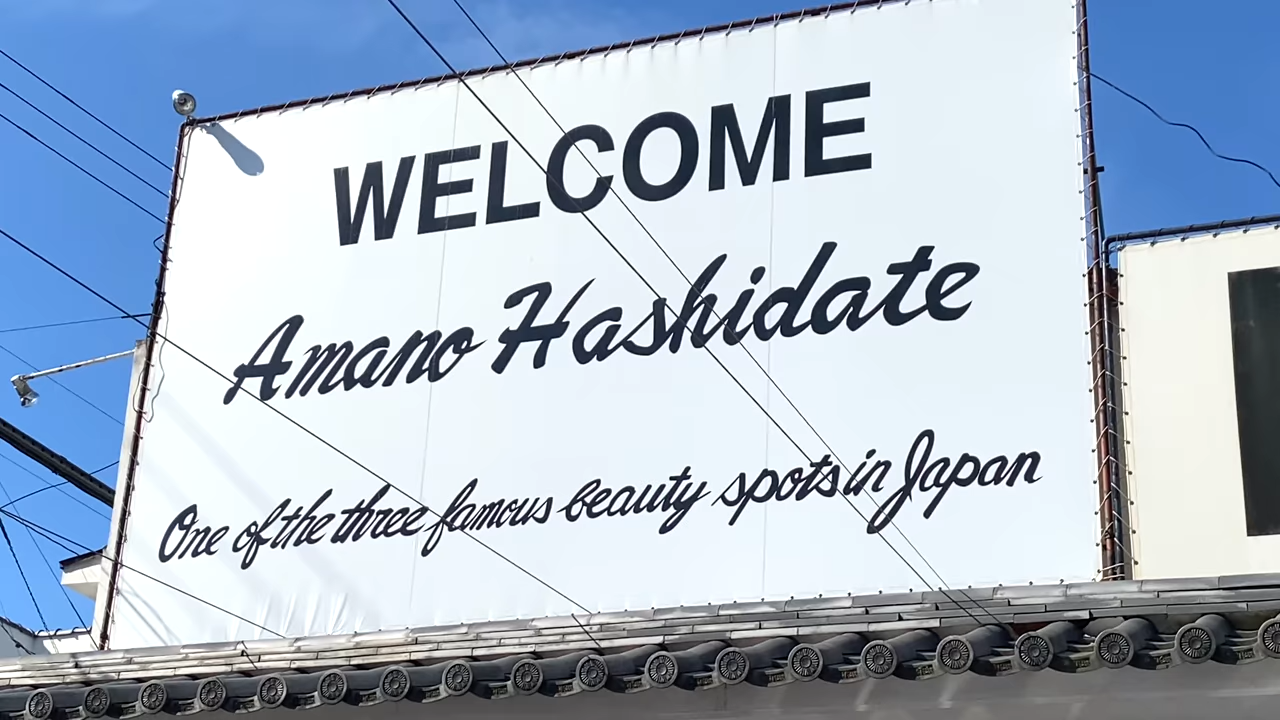 WELCOME
Amano Hashidate
One of the three famous beauty spots in Japan